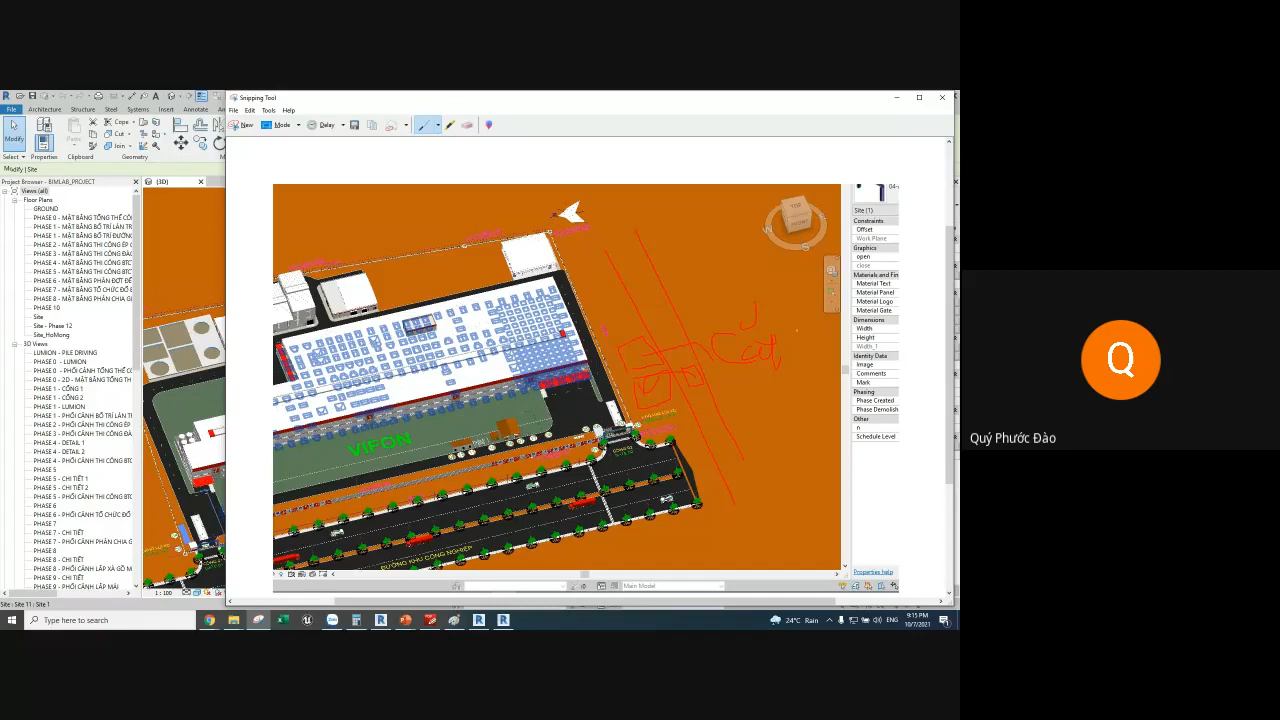 Snipping Tool
File Edit Tools Help
New Mode Delay
File Architecture Structure Steel Systems Insert Annotate
Modify
Select Properties Clipboard Geometry
Paste
Cope
Cut
Join
Modify | Site
Project Browser - BIMLAB_PROJECT
{3D}
Views (all)
Floor Plans
GROUND
PHASE 0 - MẶT BẰNG TỔNG THỂ CÔ
PHASE 1 - MẶT BẰNG BỐ TRÍ LÁN TR
PHASE 1 - MẶT BẰNG BỐ TRÍ ĐƯỜN
PHASE 2 - MẶT BẰNG THI CÔNG ÉP C
PHASE 3 - MẶT BẰNG THI CÔNG ĐÀO
PHASE 4 - MẶT BẰNG THI CÔNG BTC
PHASE 5 - MẶT BẰNG THI CÔNG BTCT
PHASE 6 - MẶT BẰNG PHÂN ĐỢT ĐỂ
PHASE 7 - MẶT BẰNG TỔ CHỨC ĐỔ B
PHASE 8 - MẶT BẰNG PHÂN CHIA GI
PHASE 10
Site
Site - Phase 12
Site_HoMong
3D Views
LUMION - PILE DRIVING
PHASE 0 - LUMION
PHASE 0 - PHỐI CẢNH TỔNG THỂ CÔ
PHASE 0 - 2D - MẶT BẰNG TỔNG TH
PHASE 1 - CỔNG 1
PHASE 1 - CỔNG 2
PHASE 1 - LUMION
PHASE 1 - PHỐI CẢNH BỐ TRÍ LÁN TR
PHASE 2 - PHỐI CẢNH THI CÔNG ÉP
PHASE 3 - PHỐI CẢNH THI CÔNG ĐÀ
PHASE 4 - DETAIL 1
PHASE 4 - DETAIL 2
PHASE 4 - PHỐI CẢNH THI CÔNG BTC
PHASE 5
PHASE 5 - CHI TIẾT 1
PHASE 5 - CHI TIẾT 2
PHASE 5 - PHỐI CẢNH THI CÔNG BTC
PHASE 6
PHASE 6 - PHỐI CẢNH TỔ CHỨC ĐỔ
PHASE 7
PHASE 7 - CHI TIẾT
PHASE 7 - PHỐI CẢNH PHÂN CHIA G
PHASE 8
PHASE 8 - CHI TIẾT
PHASE 8 - PHỐI CẢNH LẮP XÀ GỒ M
PHASE 9 - CHI TIẾT
PHASE 9 - PHỐI CẢNH LẮP MÁI
1 : 100
Site : Site 11 : Site 1
VIFON
ĐƯỜNG KHU CÔNG NGHIỆP
TOP
FRONT
S
Site (1)
Constraints
Offset
Work Plane
Graphics
open
close
Materials and Fin
Material Text
Material Panel
Material Logo
Material Gate
Dimensions
Width
Height
Width_1
Identity Data
Image
Comments
Mark
Phasing
Phase Created
Phase Demolish
Other
n
Schedule Level
Properties help
:0
Main Model
Type here to search
24°C Rain
ENG
9:15 PM
10/7/2021
Q
Quý Phước Đào